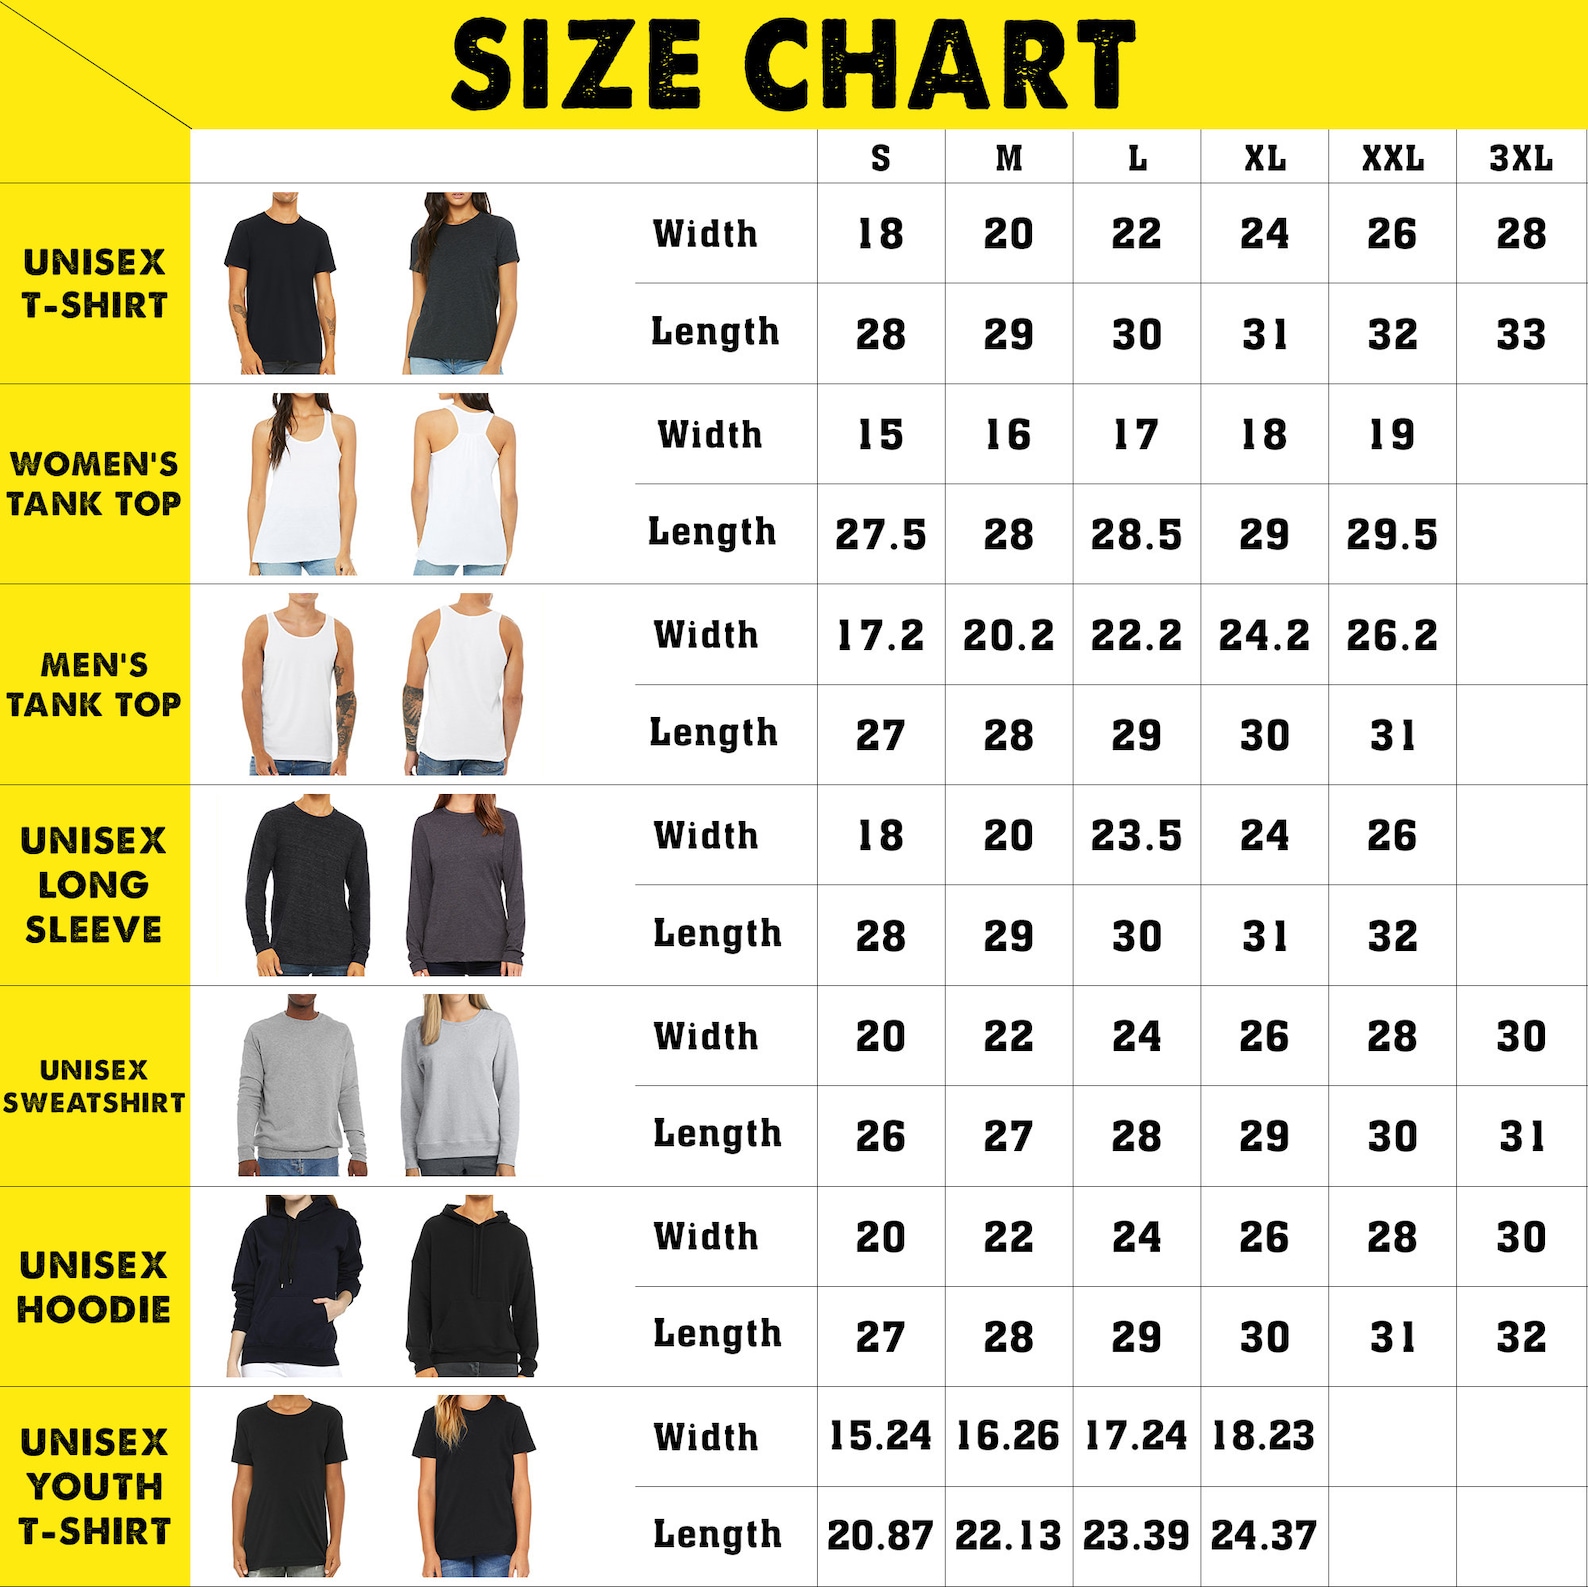 SIZE CHART
S M L XL XXL 3XL
UNISEX
T-SHIRT
Width 18 20 22 24 26 28
Length 28 29 30 31 32 33
WOMEN'S
TANK TOP
Width 15 16 17 18 19
Length 27.5 28 28.5 29 29.5
MEN'S
TANK TOP
Width 17.2 20.2 22.2 24.2 26.2
Length 27 28 29 30 31
UNISEX
LONG
SLEEVE
Width 18 20 23.5 24 26
Length 28 29 30 31 32
UNISEX
SWEATSHIRT
Width 20 22 24 26 28 30
Length 26 27 28 29 30 31
UNISEX
HOODIE
Width 20 22 24 26 28 30
Length 27 28 29 30 31 32
UNISEX
YOUTH
T-SHIRT
Width 15.24 16.26 17.24 18.23
Length 20.87 22.13 23.39 24.37